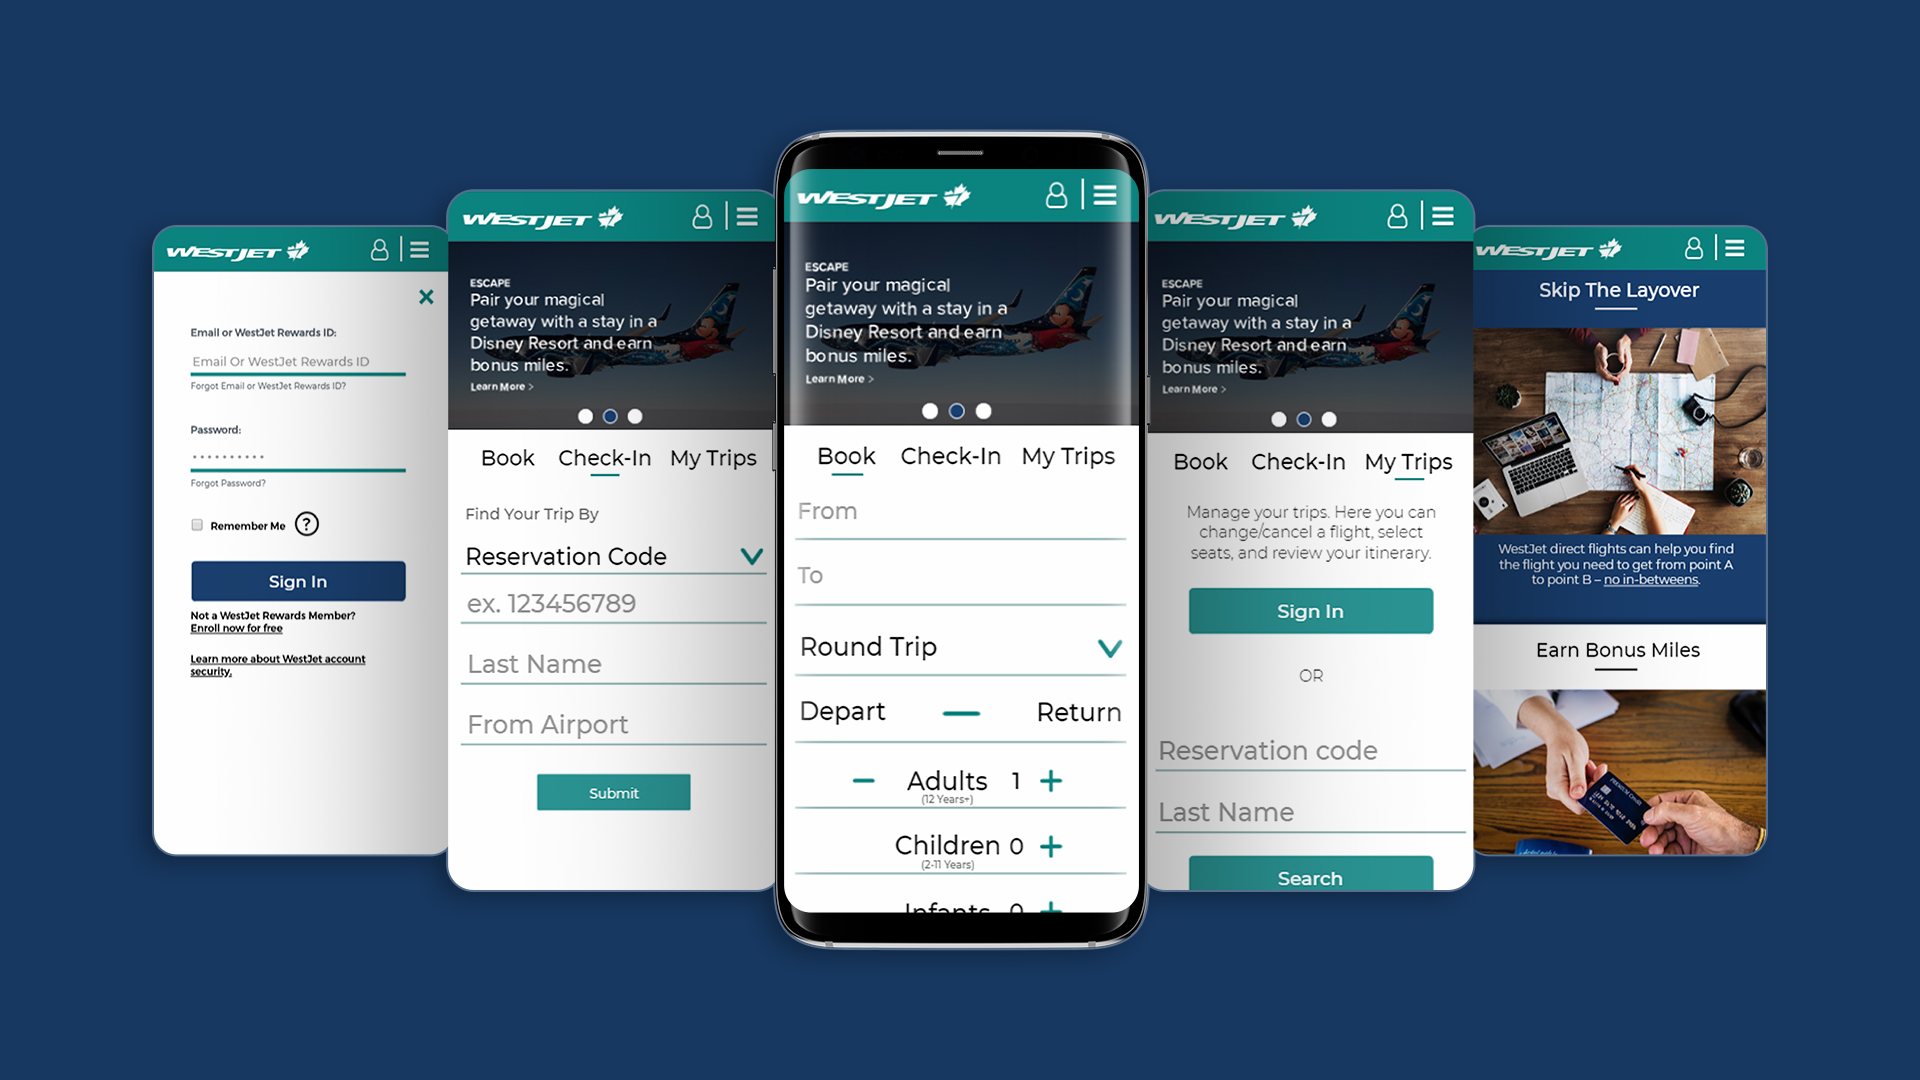 WESTJET
Email or WestJet Rewards ID:
Email Or WestJet Rewards ID
Forgot Email or WestJet Rewards ID?
Password:
Forgot Password?
Remember Me ?
Sign In
Not a WestJet Rewards Member?
Enroll now for free
Learn more about WestJet account
security.
WESTJET
ESCAPE
Pair your magical
getaway with a stay in a
Disney Resort and earn
bonus miles.
Learn More >
Book Check-In My Trips
Find Your Trip By
Reservation Code
ex. 123456789
Last Name
From Airport
Submit
WESTJET
ESCAPE
Pair your magical
getaway with a stay in a
Disney Resort and earn
bonus miles.
Learn More >
Book Check-In My Trips
From
To
Round Trip
Depart — Return
− Adults 1 +
(12 Years+)
Children 0 +
(2-11 Years)
Infants 0 +
WESTJET
ESCAPE
Pair your magical
getaway with a stay in a
Disney Resort and earn
bonus miles.
Learn More >
Book Check-In My Trips
Manage your trips. Here you can
change/cancel a flight, select
seats, and review your itinerary.
Sign In
OR
Reservation code
Last Name
Search
WESTJET
Skip The Layover
WestJet direct flights can help you find
the flight you need to get from point A
to point B – no in-betweens.
Earn Bonus Miles
PREMIUM Credit